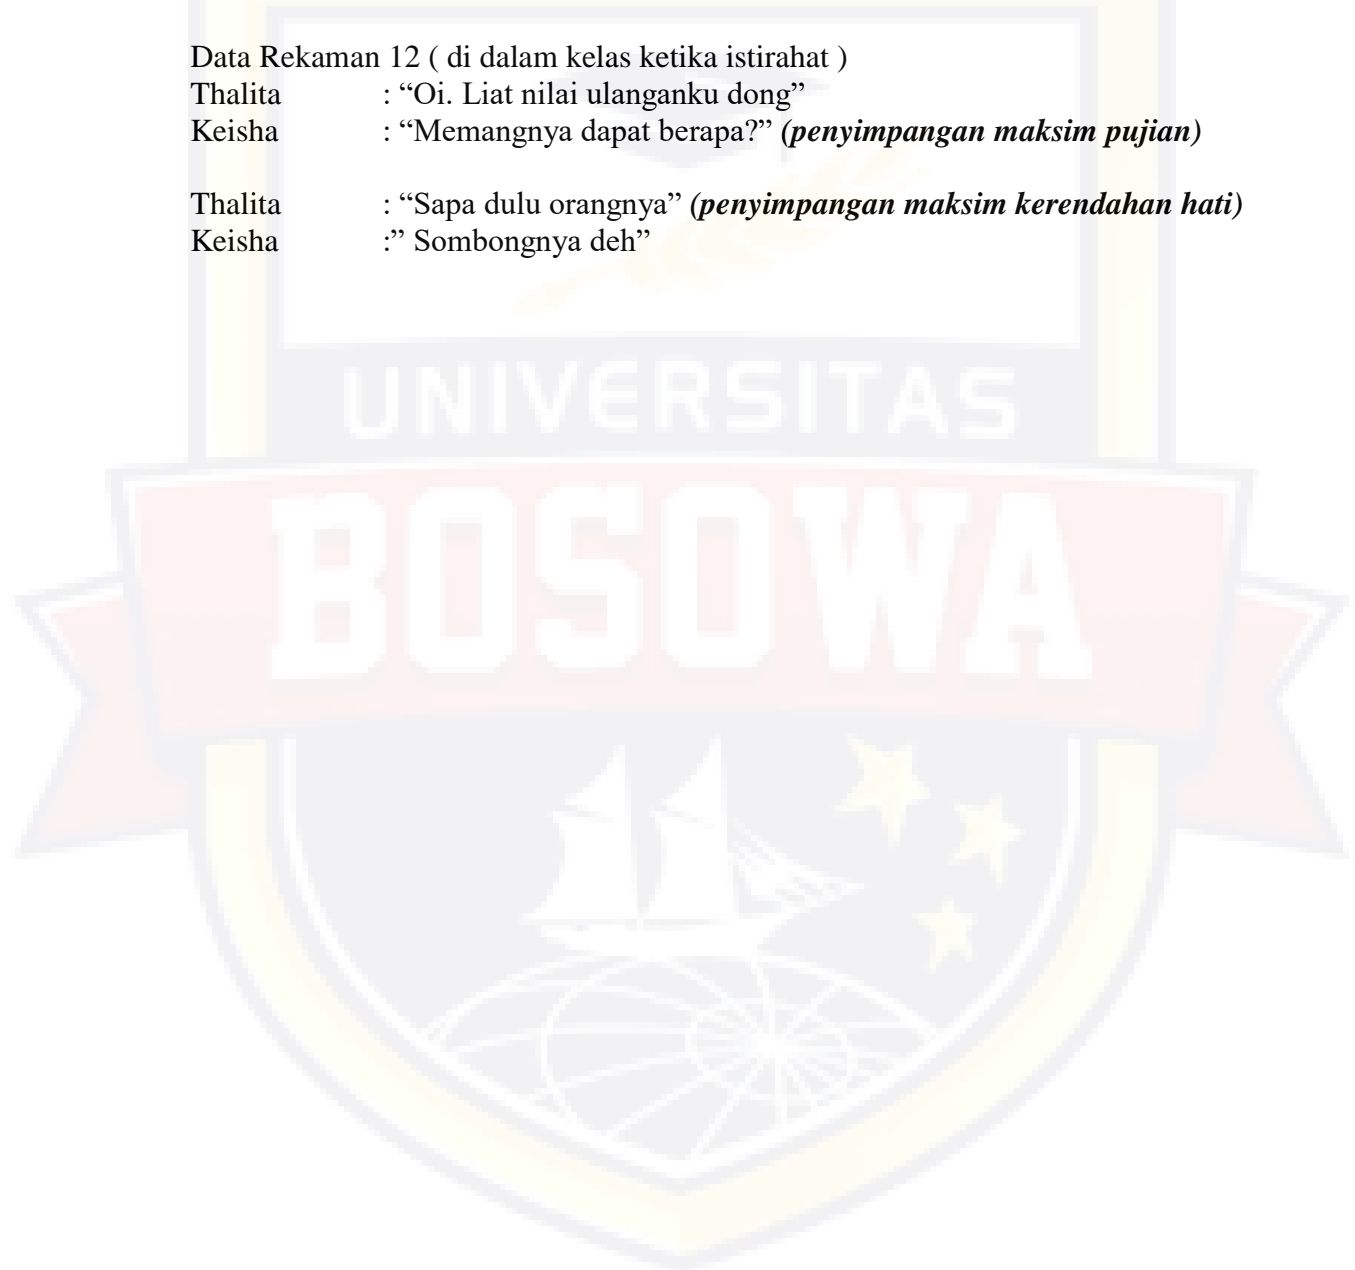 Data Rekaman 12 ( di dalam kelas ketika istirahat )
Thalita : “Oi. Liat nilai ulanganku dong”
Keisha : “Memangnya dapat berapa?” (penyimpangan maksim pujian)
Thalita : “Sapa dulu orangnya” (penyimpangan maksim kerendahan hati)
Keisha :” Sombongnya deh”
UNIVERSITAS
BOSOWA